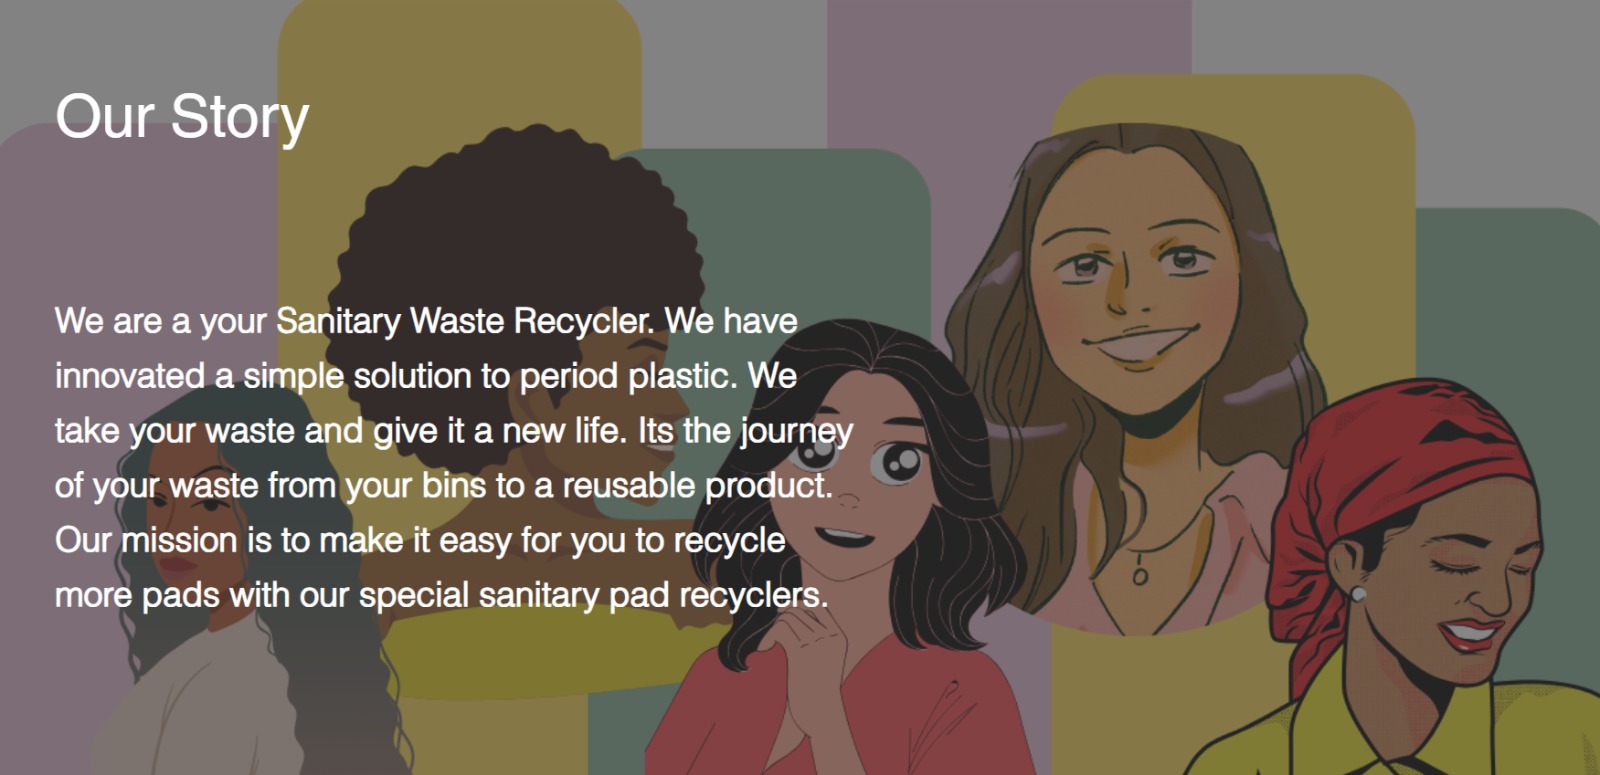 Our Story
We are a your Sanitary Waste Recycler. We have
innovated a simple solution to period plastic. We
take your waste and give it a new life. Its the journey
of your waste from your bins to a reusable product.
Our mission is to make it easy for you to recycle
more pads with our special sanitary pad recyclers.